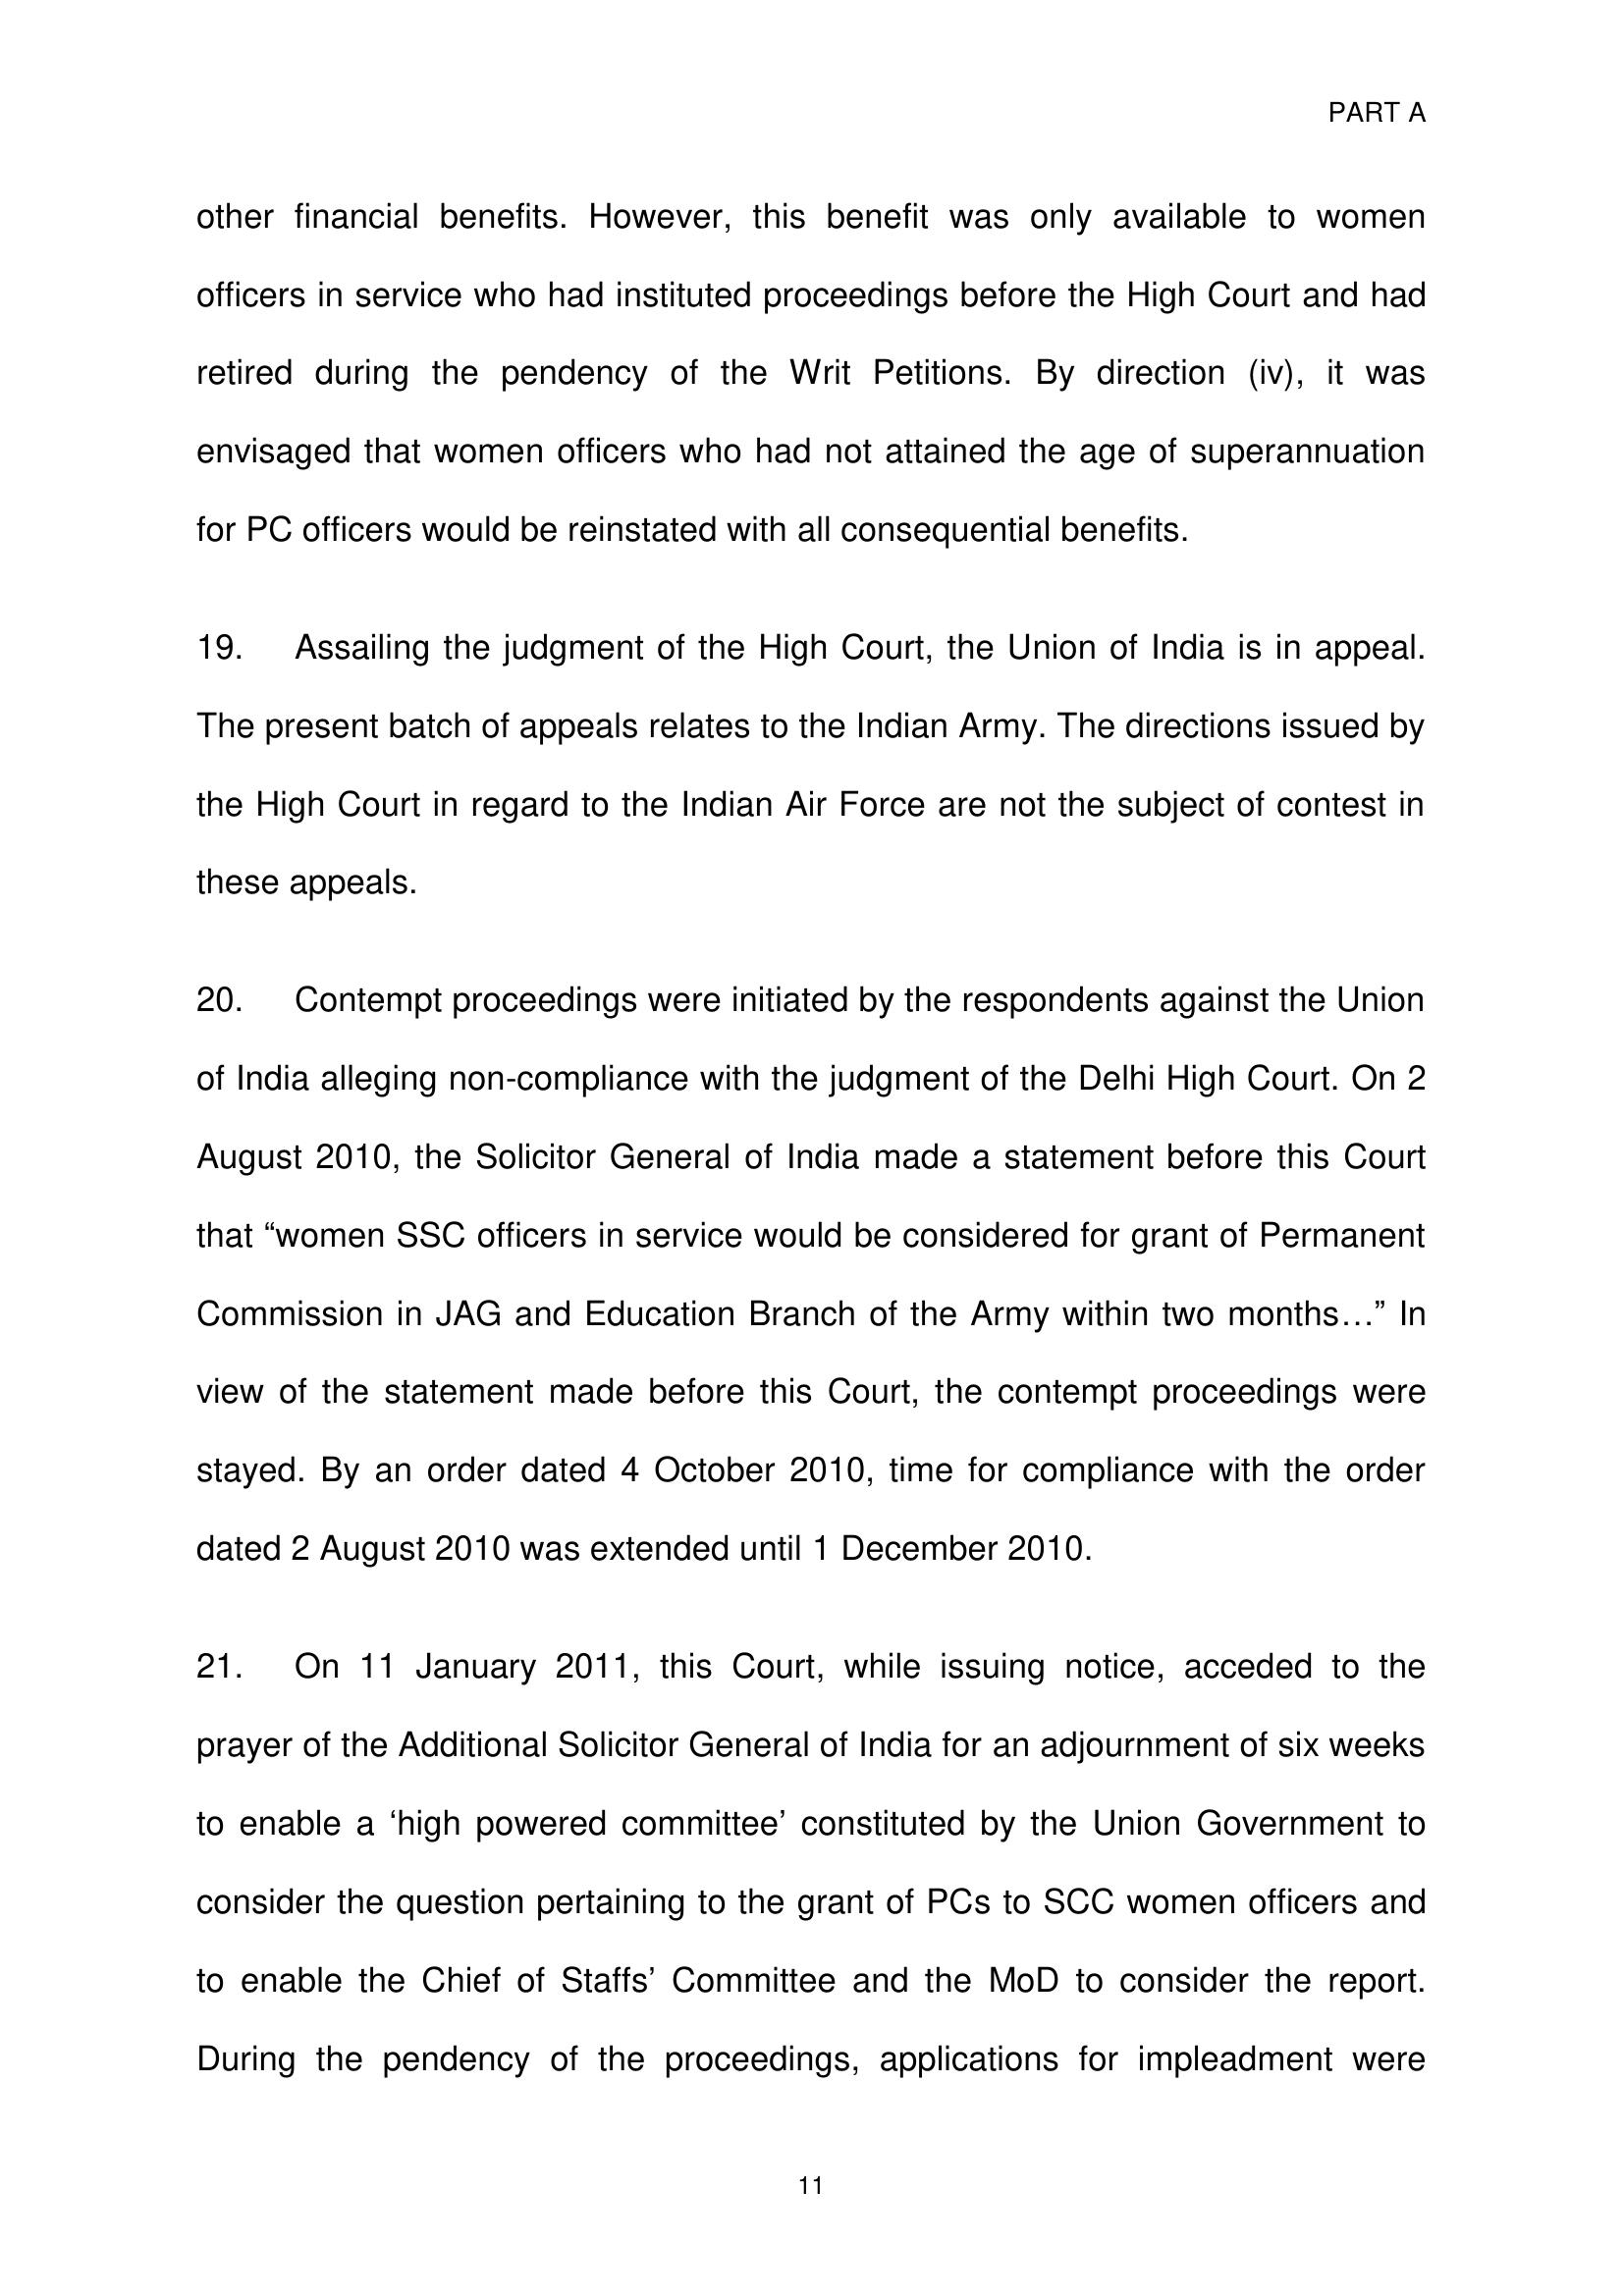 PART A
other financial benefits. However, this benefit was only available to women
officers in service who had instituted proceedings before the High Court and had
retired during the pendency of the Writ Petitions. By direction (iv), it was
envisaged that women officers who had not attained the age of superannuation
for PC officers would be reinstated with all consequential benefits.
19. Assailing the judgment of the High Court, the Union of India is in appeal.
The present batch of appeals relates to the Indian Army. The directions issued by
the High Court in regard to the Indian Air Force are not the subject of contest in
these appeals.
20. Contempt proceedings were initiated by the respondents against the Union
of India alleging non-compliance with the judgment of the Delhi High Court. On 2
August 2010, the Solicitor General of India made a statement before this Court
that “women SSC officers in service would be considered for grant of Permanent
Commission in JAG and Education Branch of the Army within two months…” In
view of the statement made before this Court, the contempt proceedings were
stayed. By an order dated 4 October 2010, time for compliance with the order
dated 2 August 2010 was extended until 1 December 2010.
21. On 11 January 2011, this Court, while issuing notice, acceded to the
prayer of the Additional Solicitor General of India for an adjournment of six weeks
to enable a ‘high powered committee’ constituted by the Union Government to
consider the question pertaining to the grant of PCs to SCC women officers and
to enable the Chief of Staffs’ Committee and the MoD to consider the report.
During the pendency of the proceedings, applications for impleadment were
11